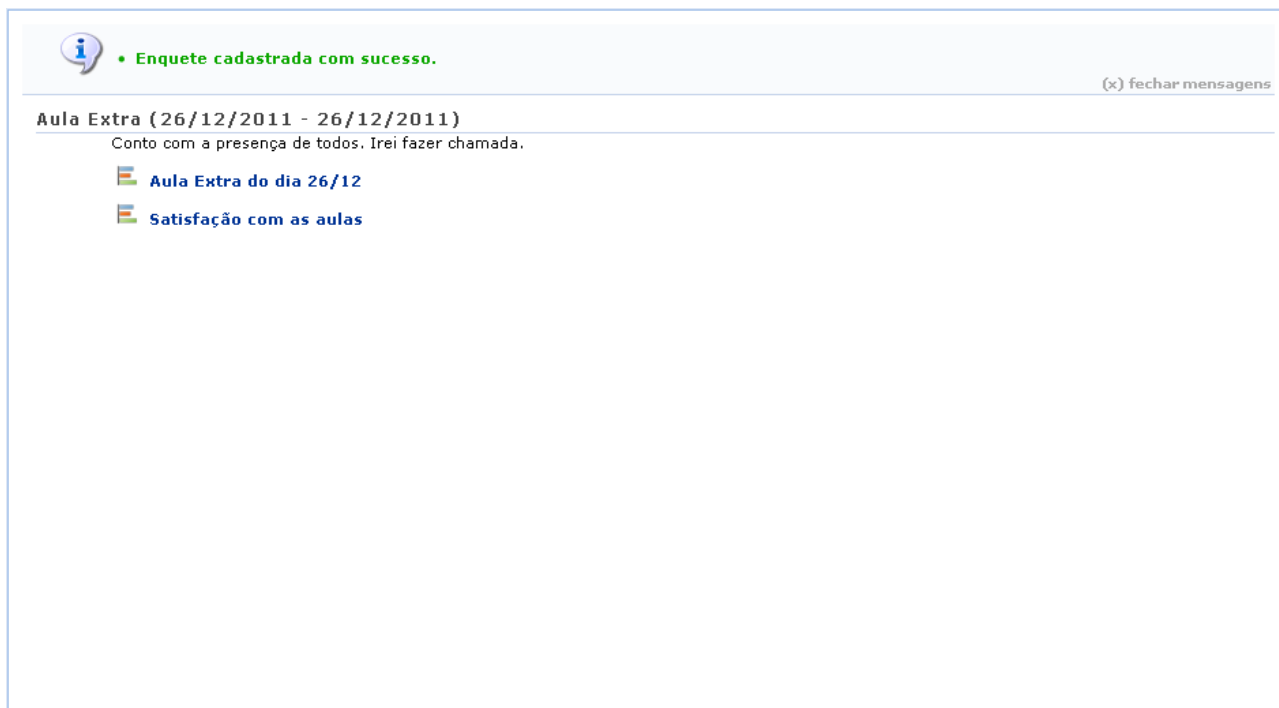 • Enquete cadastrada com sucesso.
(x) fechar mensagens
Aula Extra (26/12/2011 - 26/12/2011)
Conto com a presença de todos. Irei fazer chamada.
Aula Extra do dia 26/12
Satisfação com as aulas